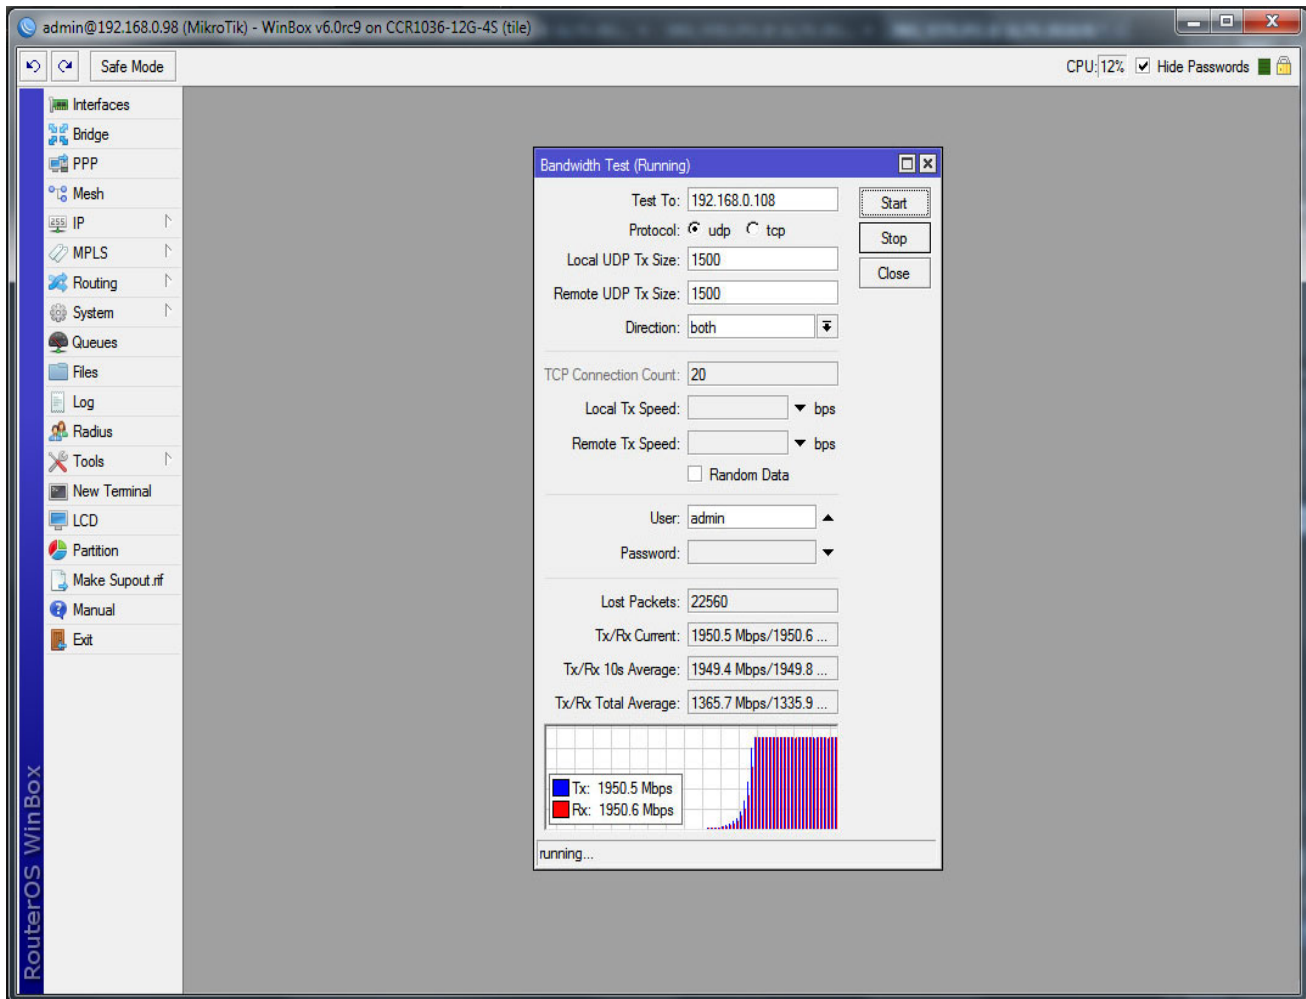 admin@192.168.0.98 (MikroTik) - WinBox v6.0rc9 on CCR1036-12G-4S (tile)
Safe Mode
CPU: 12% Hide Passwords
Interfaces
Bridge
PPP
Mesh
255 IP
MPLS
Routing
System
Queues
Files
Log
Radius
Tools
New Terminal
LCD
Partition
Make Supout.rif
Manual
Exit
RouterOS WinBox
Bandwidth Test (Running)
Test To: 192.168.0.108
Protocol: udp tcp
Local UDP Tx Size: 1500
Remote UDP Tx Size: 1500
Direction: both
TCP Connection Count: 20
Local Tx Speed: bps
Remote Tx Speed: bps
Random Data
User: admin
Password:
Lost Packets: 22560
Tx/Rx Current: 1950.5 Mbps/1950.6 ...
Tx/Rx 10s Average: 1949.4 Mbps/1949.8 ...
Tx/Rx Total Average: 1365.7 Mbps/1335.9 ...
Tx: 1950.5 Mbps
Rx: 1950.6 Mbps
running...
Start
Stop
Close